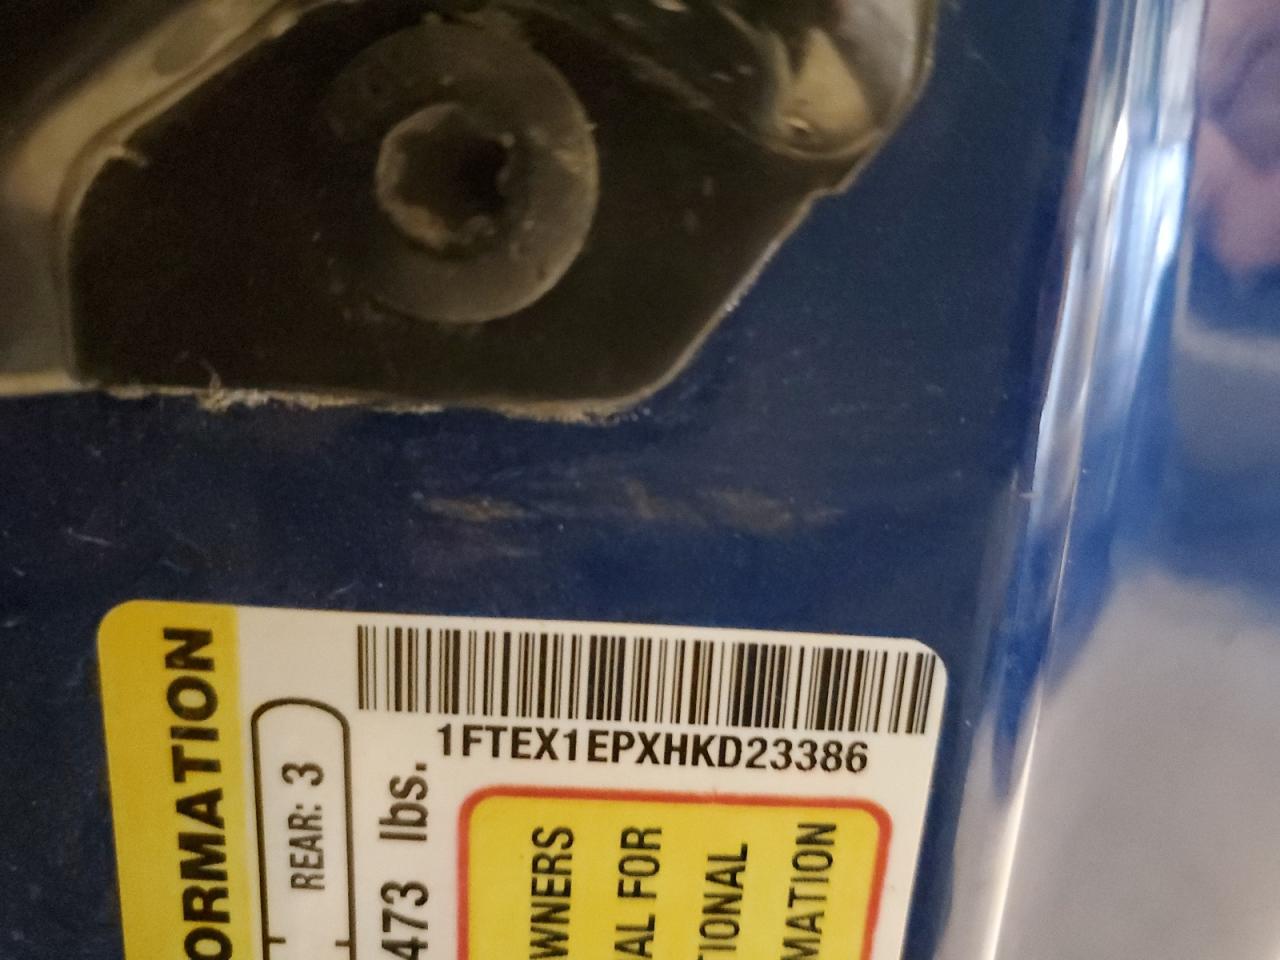 1FTEX1EPXHKD23386
ORMATION
REAR: 3
473 lbs.
WNERS
AL FOR
TIONAL
MATION